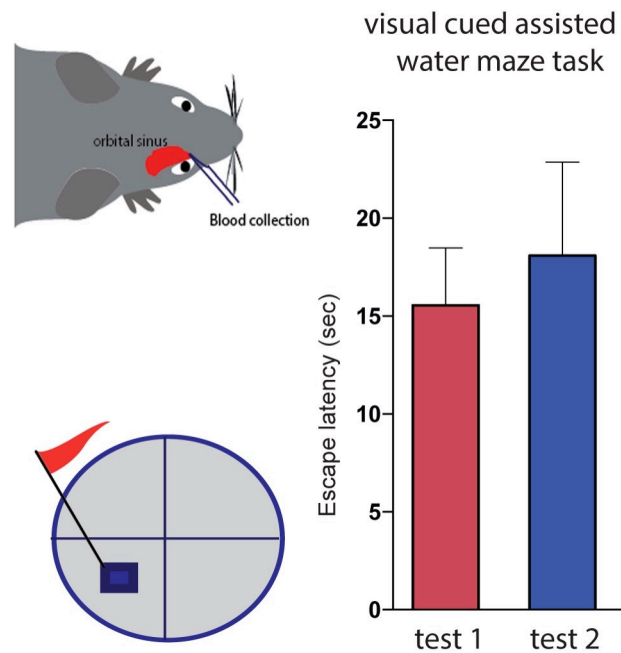 visual cued assisted
water maze task
orbital sinus
Blood collection
Escape latency (sec)
25
20
15
10
5
0
test 1
test 2